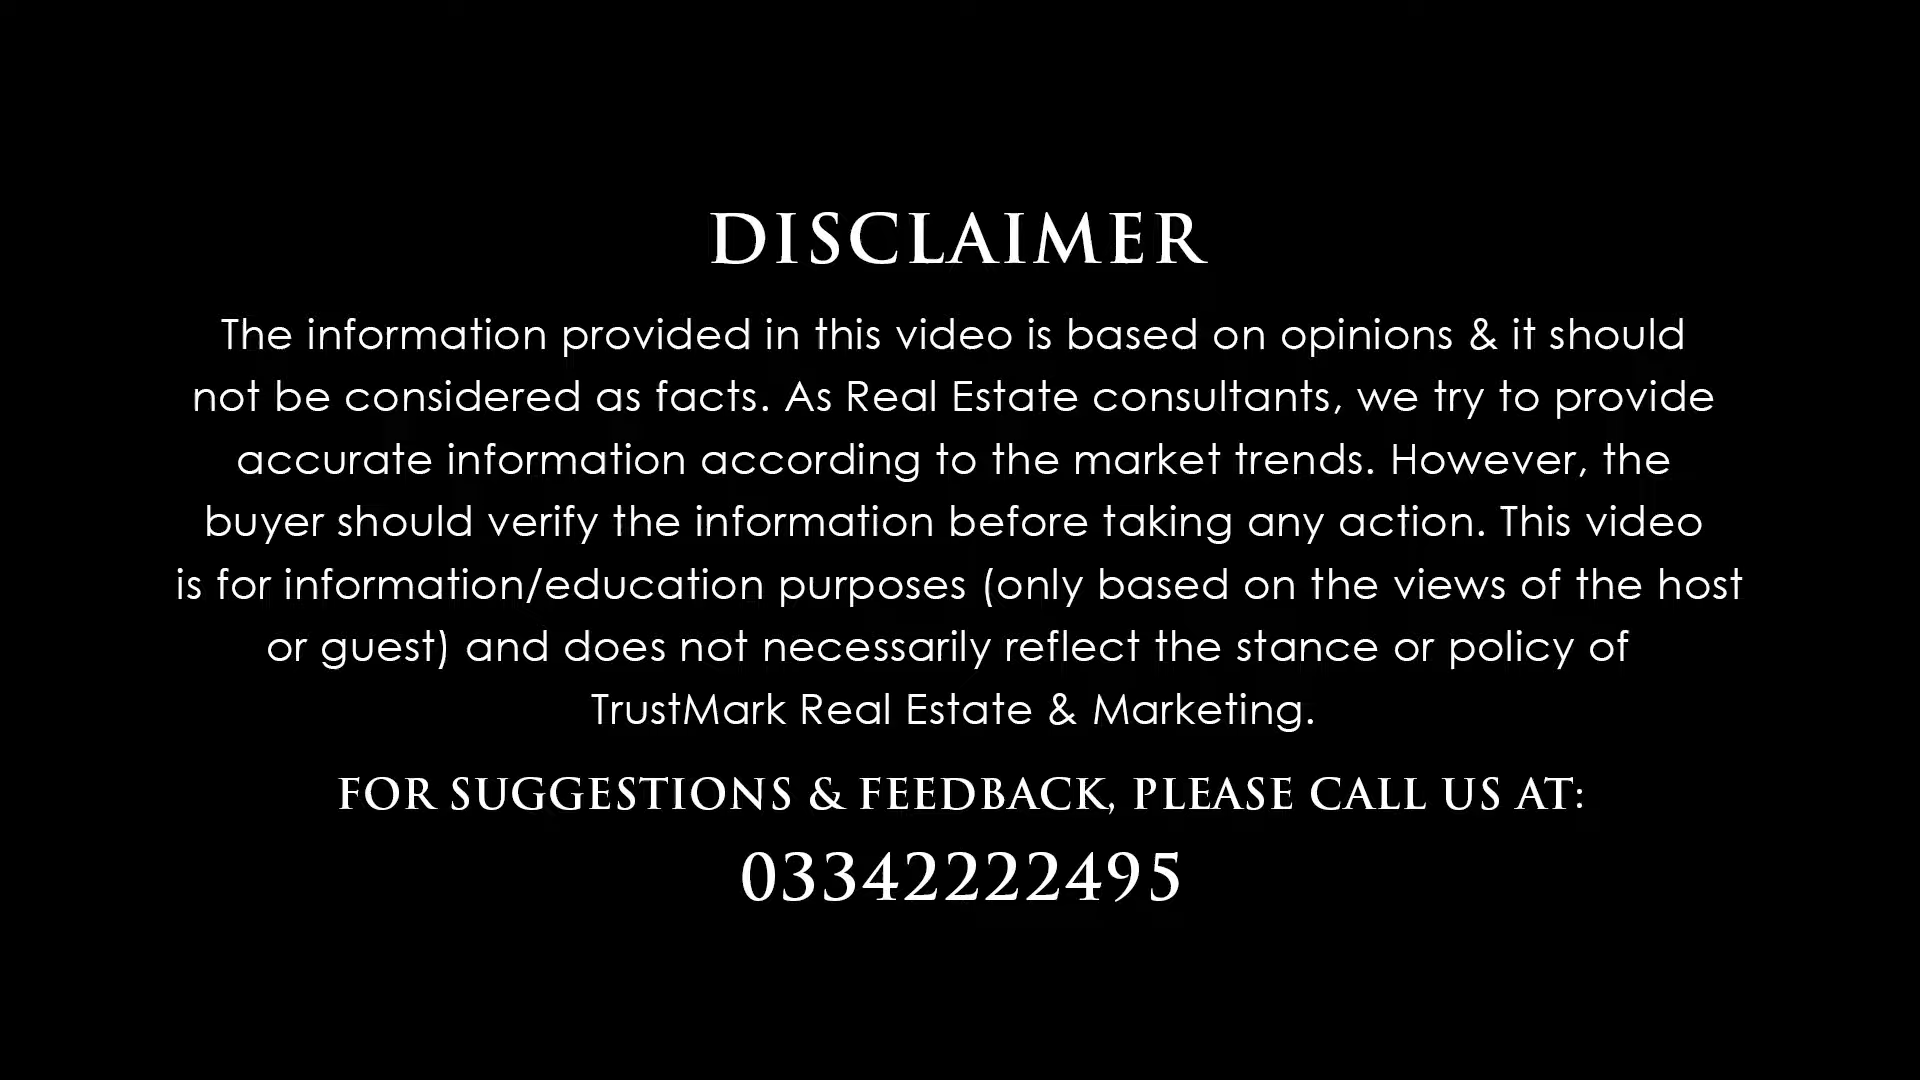 DISCLAIMER
The information provided in this video is based on opinions & it should
not be considered as facts. As Real Estate consultants, we try to provide
accurate information according to the market trends. However, the
buyer should verify the information before taking any action. This video
is for information/education purposes (only based on the views of the host
or guest) and does not necessarily reflect the stance or policy of
TrustMark Real Estate & Marketing.
FOR SUGGESTIONS & FEEDBACK, PLEASE CALL US AT:
03342222495